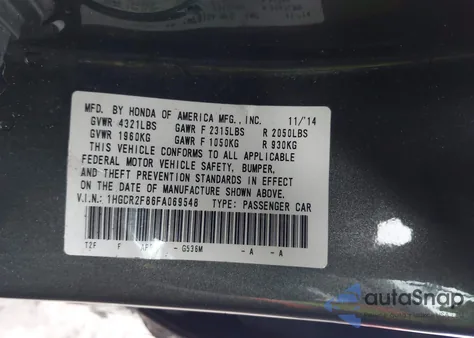 MFD. BY HONDA OF AMERICA MFG., INC. 11/14
GVWR 4321LBS GAWR F 2315LBS R 2050LBS
GVWR 1960KG GAWR F 1050KG R 930KG
THIS VEHICLE CONFORMS TO ALL APPLICABLE
FEDERAL MOTOR VEHICLE SAFETY, BUMPER,
AND THEFT PREVENTION STANDARDS IN EFFECT
ON THE DATE OF MANUFACTURE SHOWN ABOVE.
V.I.N.: 1HGCR2F86FA069548 TYPE: PASSENGER CAR
T2F F - G536M - A - A
autoSnap